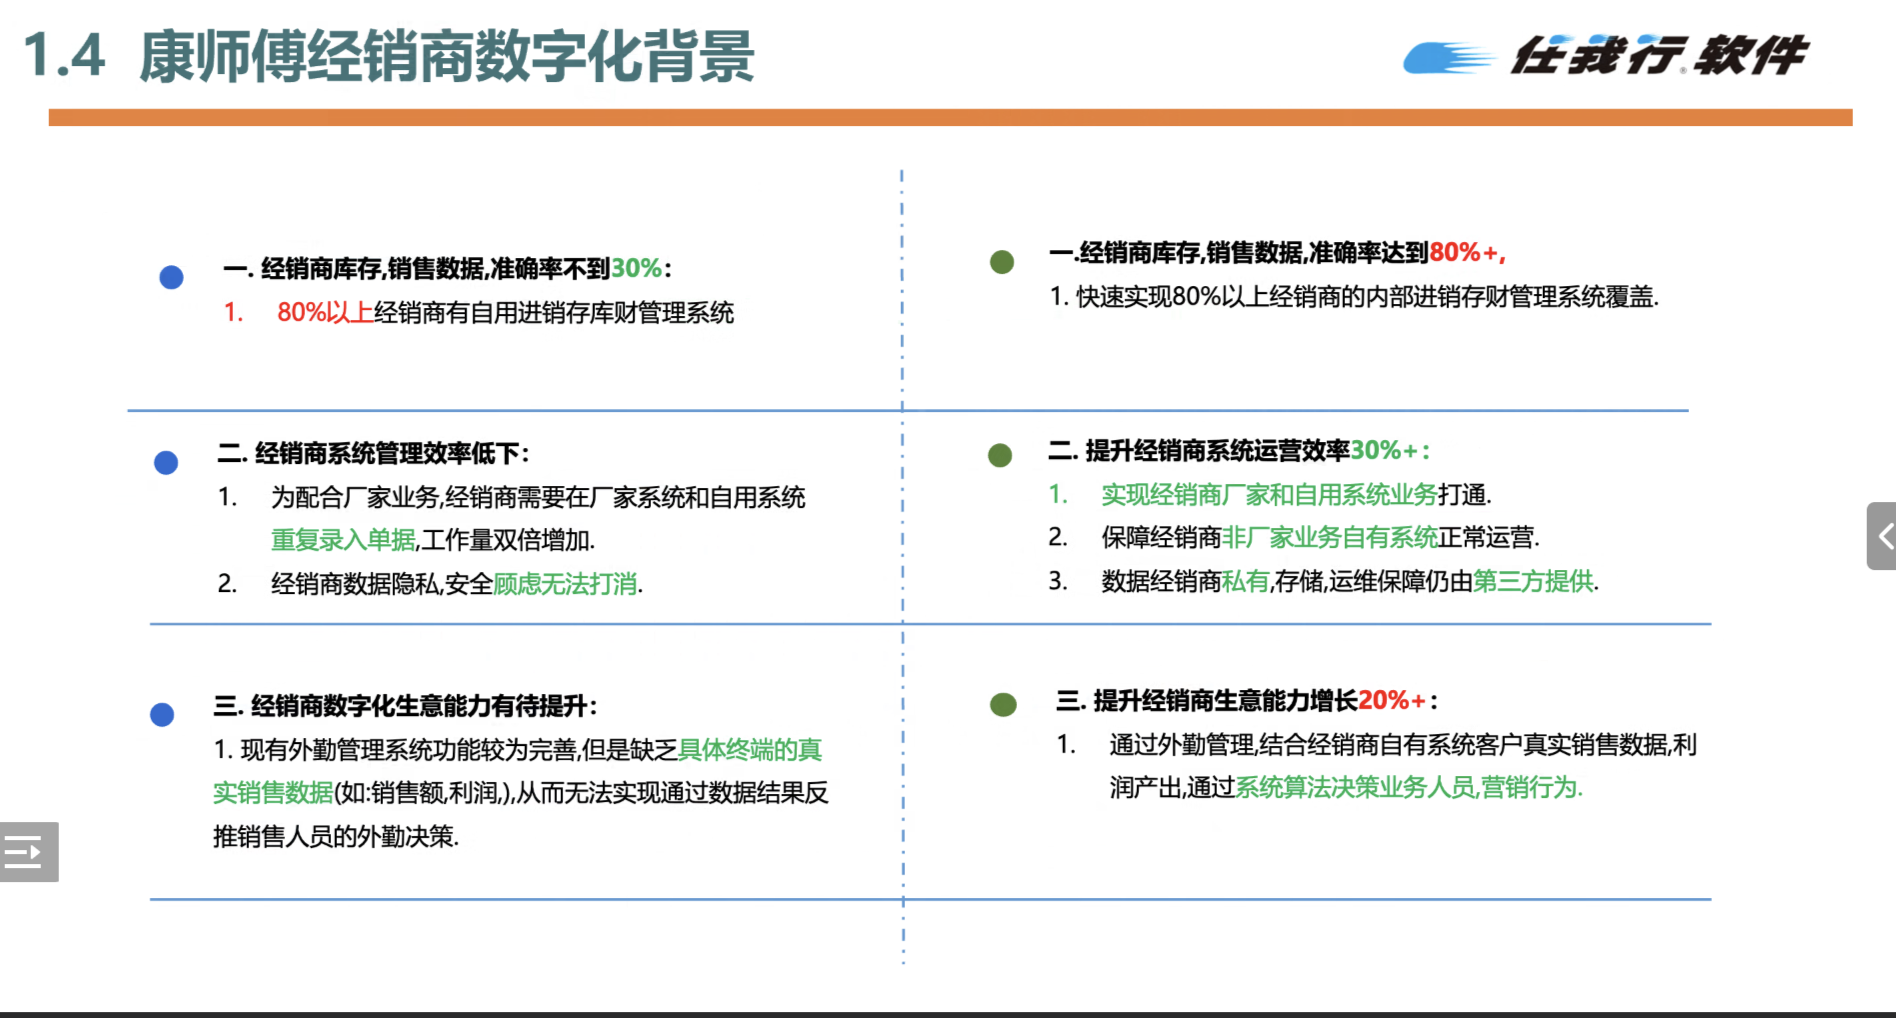 1.4 康师傅经销商数字化背景
任我行®软件
一. 经销商库存,销售数据,准确率不到30%：
1. 80%以上经销商有自用进销存库财管理系统
二. 经销商系统管理效率低下：
1. 为配合厂家业务,经销商需要在厂家系统和自用系统
重复录入单据,工作量双倍增加.
2. 经销商数据隐私,安全顾虑无法打消.
三. 经销商数字化生意能力有待提升：
1. 现有外勤管理系统功能较为完善,但是缺乏具体终端的真
实销售数据(如:销售额,利润,),从而无法实现通过数据结果反
推销售人员的外勤决策.
一.经销商库存,销售数据,准确率达到80%+,
1. 快速实现80%以上经销商的内部进销存财管理系统覆盖.
二. 提升经销商系统运营效率30%+：
1. 实现经销商厂家和自用系统业务打通.
2. 保障经销商非厂家业务自有系统正常运营.
3. 数据经销商私有,存储,运维保障仍由第三方提供.
三. 提升经销商生意能力增长20%+：
1. 通过外勤管理,结合经销商自有系统客户真实销售数据,利
润产出,通过系统算法决策业务人员,营销行为.